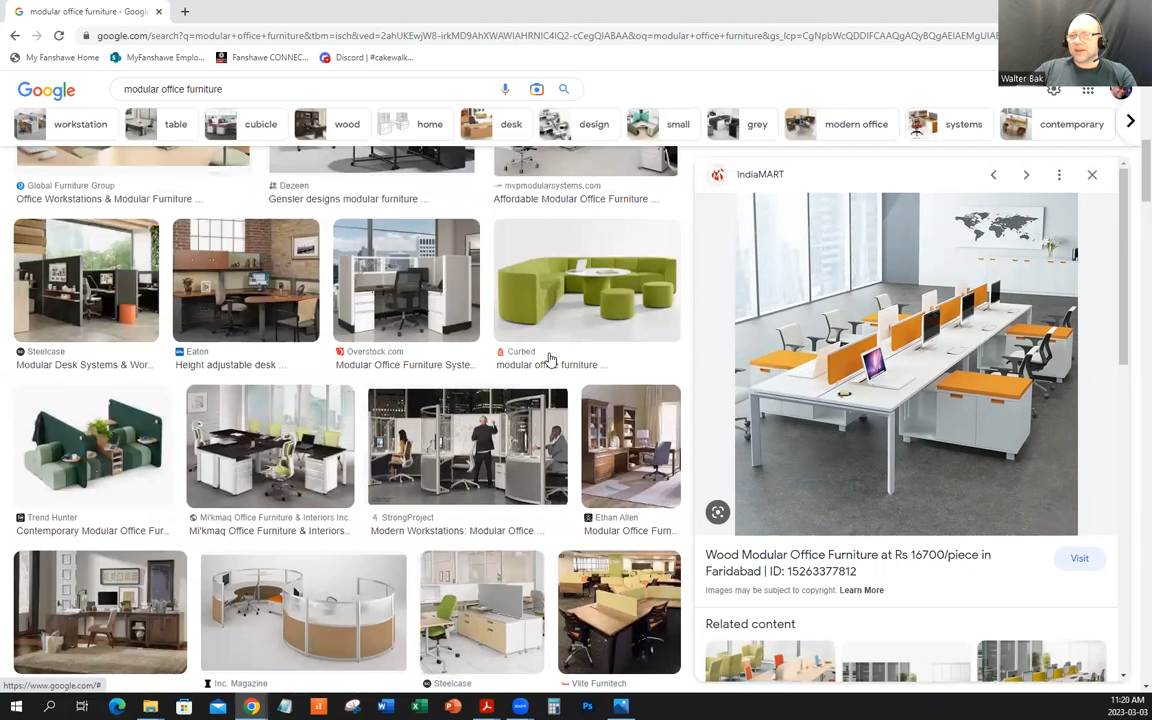 modular office furniture - Googl
google.com/search?q=modular+office+furniture&tbm=isch&ved=2ahUKEwjW8-irkMD9AhXWAWIAHRNIC4IQ2-cCegQIABAA&oq=modular+office+furniture&gs_lcp=CgNpbWcQDDIFCAAQgAQyBQgAEIAEMgUIA
My Fanshawe Home
MyFanshawe Emplo...
Fanshawe CONNEC...
Discord | #cakewalk...
Walter Bak
Google
modular office furniture
workstation
table
cubicle
wood
home
desk
design
small
grey
modern office
systems
contemporary
Global Furniture Group
Office Workstations & Modular Furniture ...
Dezeen
Gensler designs modular furniture ...
mvpmodularsystems.com
Affordable Modular Office Furniture ...
IndiaMART
Steelcase
Modular Desk Systems & Wor...
Eaton
Height adjustable desk ...
Overstock.com
Modular Office Furniture Syste...
Curbed
modular office furniture ...
Trend Hunter
Contemporary Modular Office Fur...
Mi'kmaq Office Furniture & Interiors Inc.
Mi'kmaq Office Furniture & Interiors...
StrongProject
Modern Workstations: Modular Office ...
Ethan Allen
Modular Office Furn...
Wood Modular Office Furniture at Rs 16700/piece in
Faridabad | ID: 15263377812
Visit
Images may be subject to copyright. Learn More
Related content
Inc. Magazine
Steelcase
Vlite Furnitech
https://www.google.com/#
11:20 AM
2023-03-03